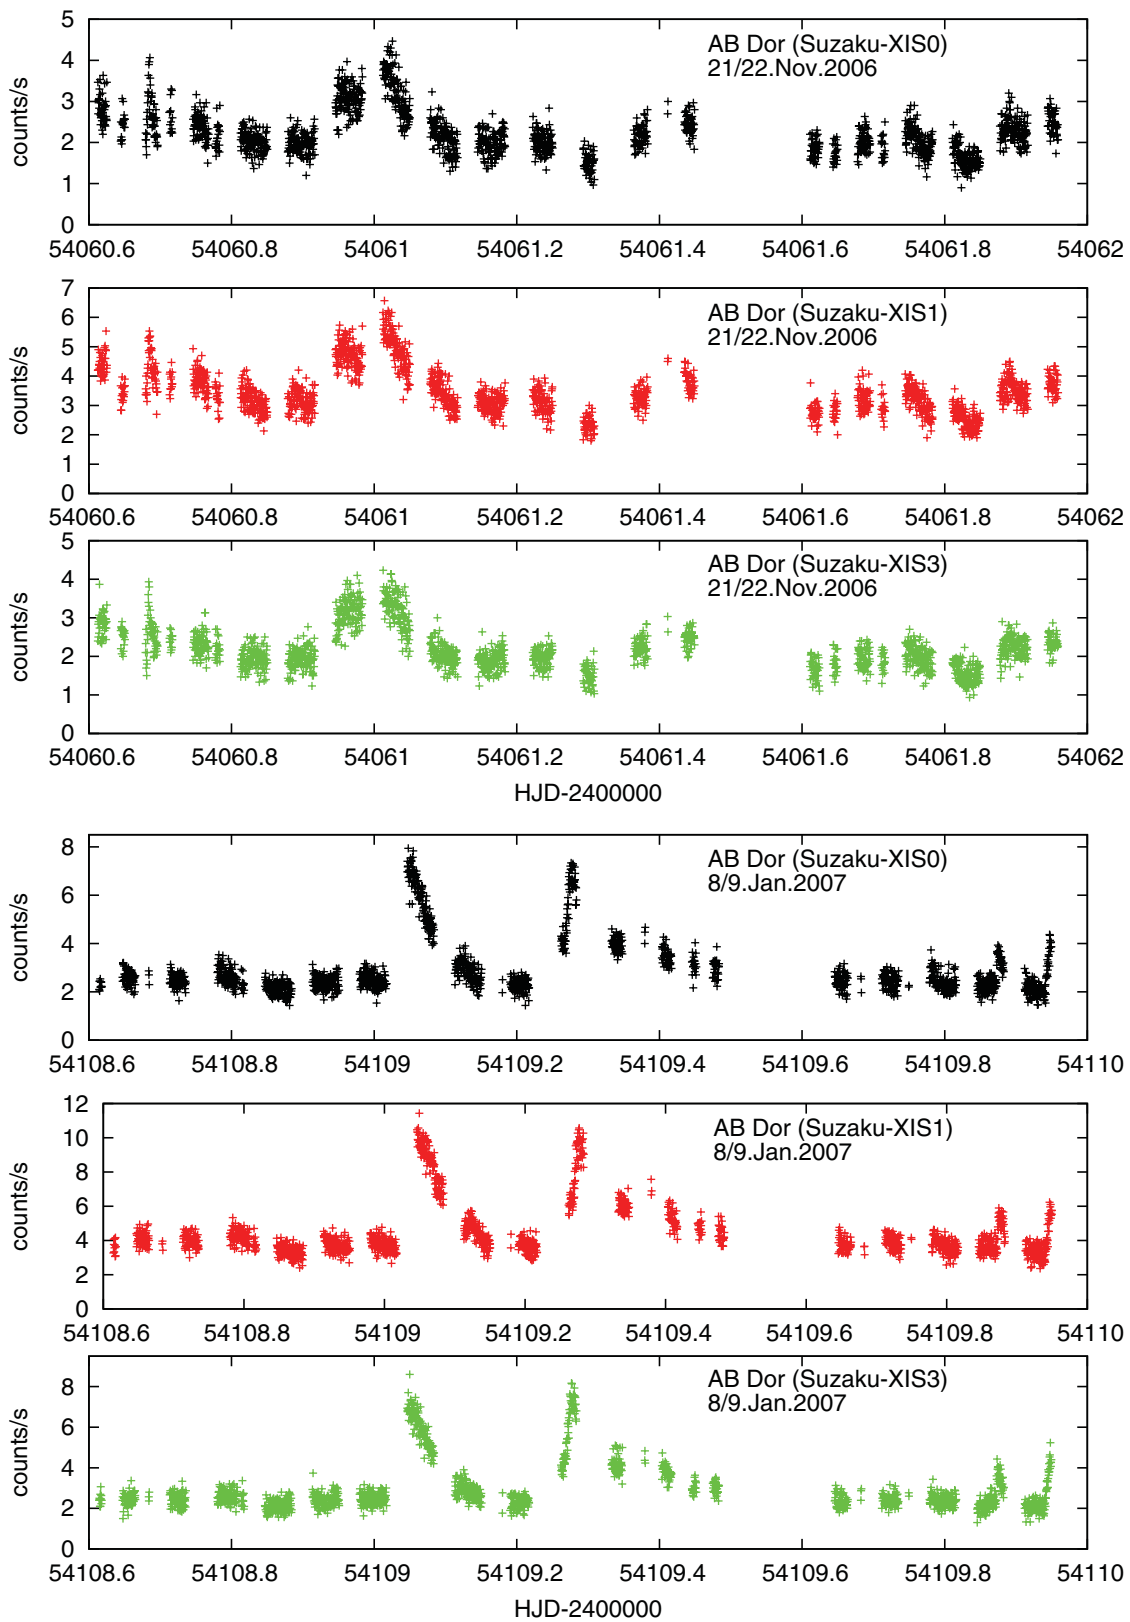 AB Dor (Suzaku-XIS0)
21/22.Nov.2006
counts/s
5
4
3
2
1
0
54060.6 54060.8 54061 54061.2 54061.4 54061.6 54061.8 54062
AB Dor (Suzaku-XIS1)
21/22.Nov.2006
counts/s
7
6
5
4
3
2
1
0
54060.6 54060.8 54061 54061.2 54061.4 54061.6 54061.8 54062
AB Dor (Suzaku-XIS3)
21/22.Nov.2006
counts/s
5
4
3
2
1
0
54060.6 54060.8 54061 54061.2 54061.4 54061.6 54061.8 54062
HJD-2400000
AB Dor (Suzaku-XIS0)
8/9.Jan.2007
counts/s
8
6
4
2
0
54108.6 54108.8 54109 54109.2 54109.4 54109.6 54109.8 54110
AB Dor (Suzaku-XIS1)
8/9.Jan.2007
counts/s
12
10
8
6
4
2
0
54108.6 54108.8 54109 54109.2 54109.4 54109.6 54109.8 54110
AB Dor (Suzaku-XIS3)
8/9.Jan.2007
counts/s
8
6
4
2
0
54108.6 54108.8 54109 54109.2 54109.4 54109.6 54109.8 54110
HJD-2400000